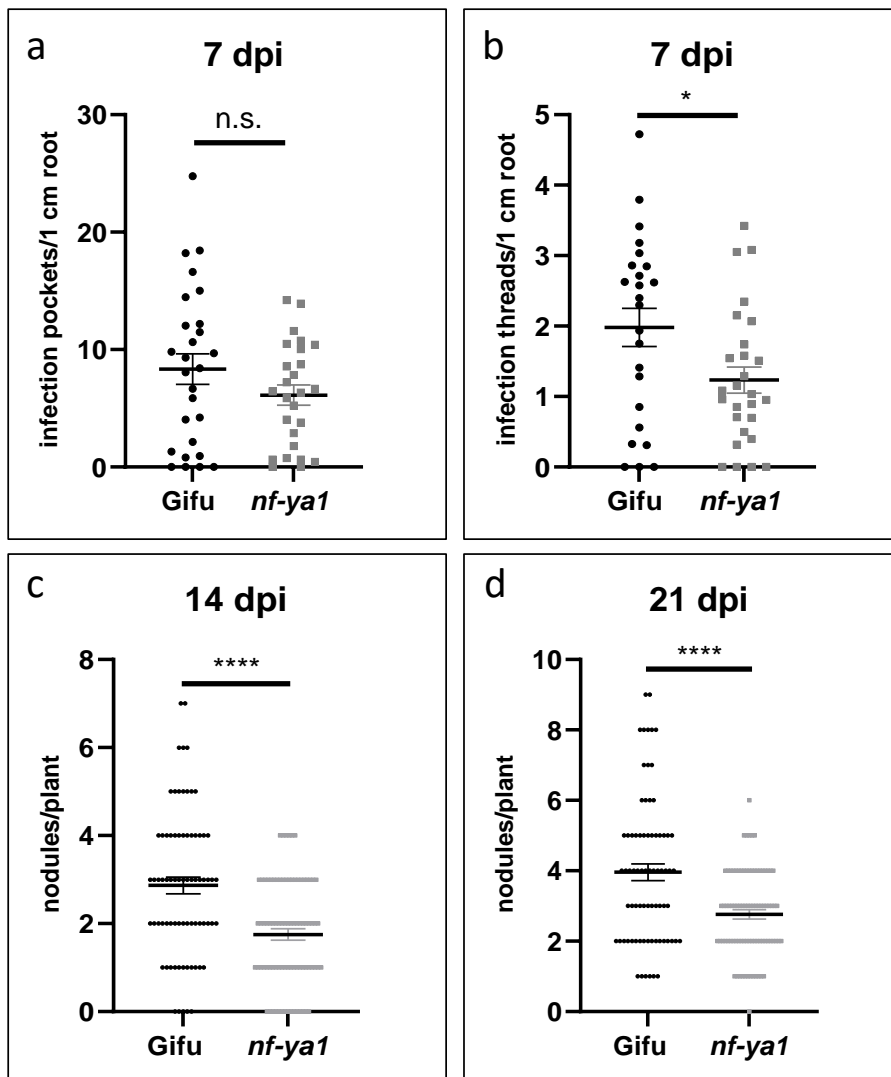 a
7 dpi
n.s.
infection pockets/1 cm root
30
20
10
0
Gifu
nf-ya1
b
7 dpi
*
infection threads/1 cm root
5
4
3
2
1
0
Gifu
nf-ya1
c
14 dpi
****
nodules/plant
8
6
4
2
0
Gifu
nf-ya1
d
21 dpi
****
nodules/plant
10
8
6
4
2
0
Gifu
nf-ya1